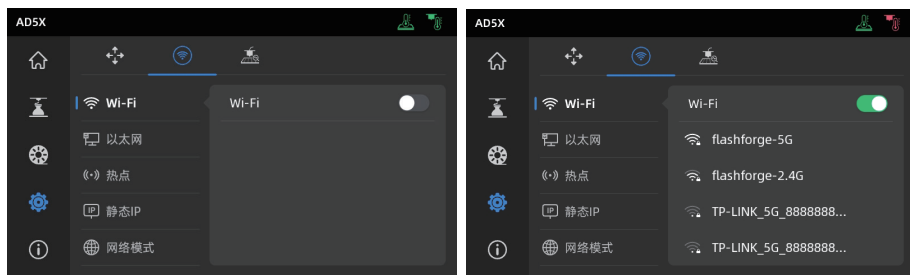 AD5X
Wi-Fi
Wi-Fi
以太网
热点
IP 静态IP
网络模式
AD5X
Wi-Fi
Wi-Fi
以太网
flashforge-5G
热点
flashforge-2.4G
IP 静态IP
TP-LINK_5G_8888888...
网络模式
TP-LINK_5G_8888888...